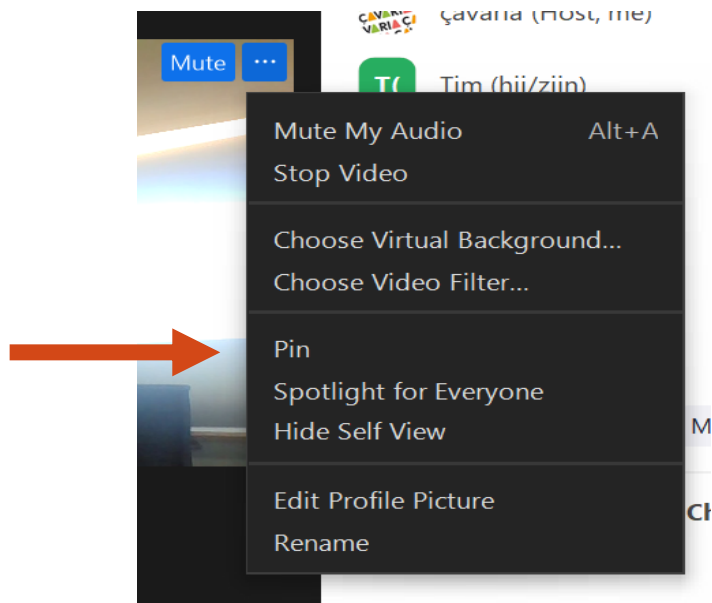 çavaria (Host, me)
Mute ...
T( Tim (hij/zijn)
Mute My Audio Alt+A
Stop Video
Choose Virtual Background...
Choose Video Filter...
Pin
Spotlight for Everyone
Hide Self View
M
Edit Profile Picture
Ch
Rename